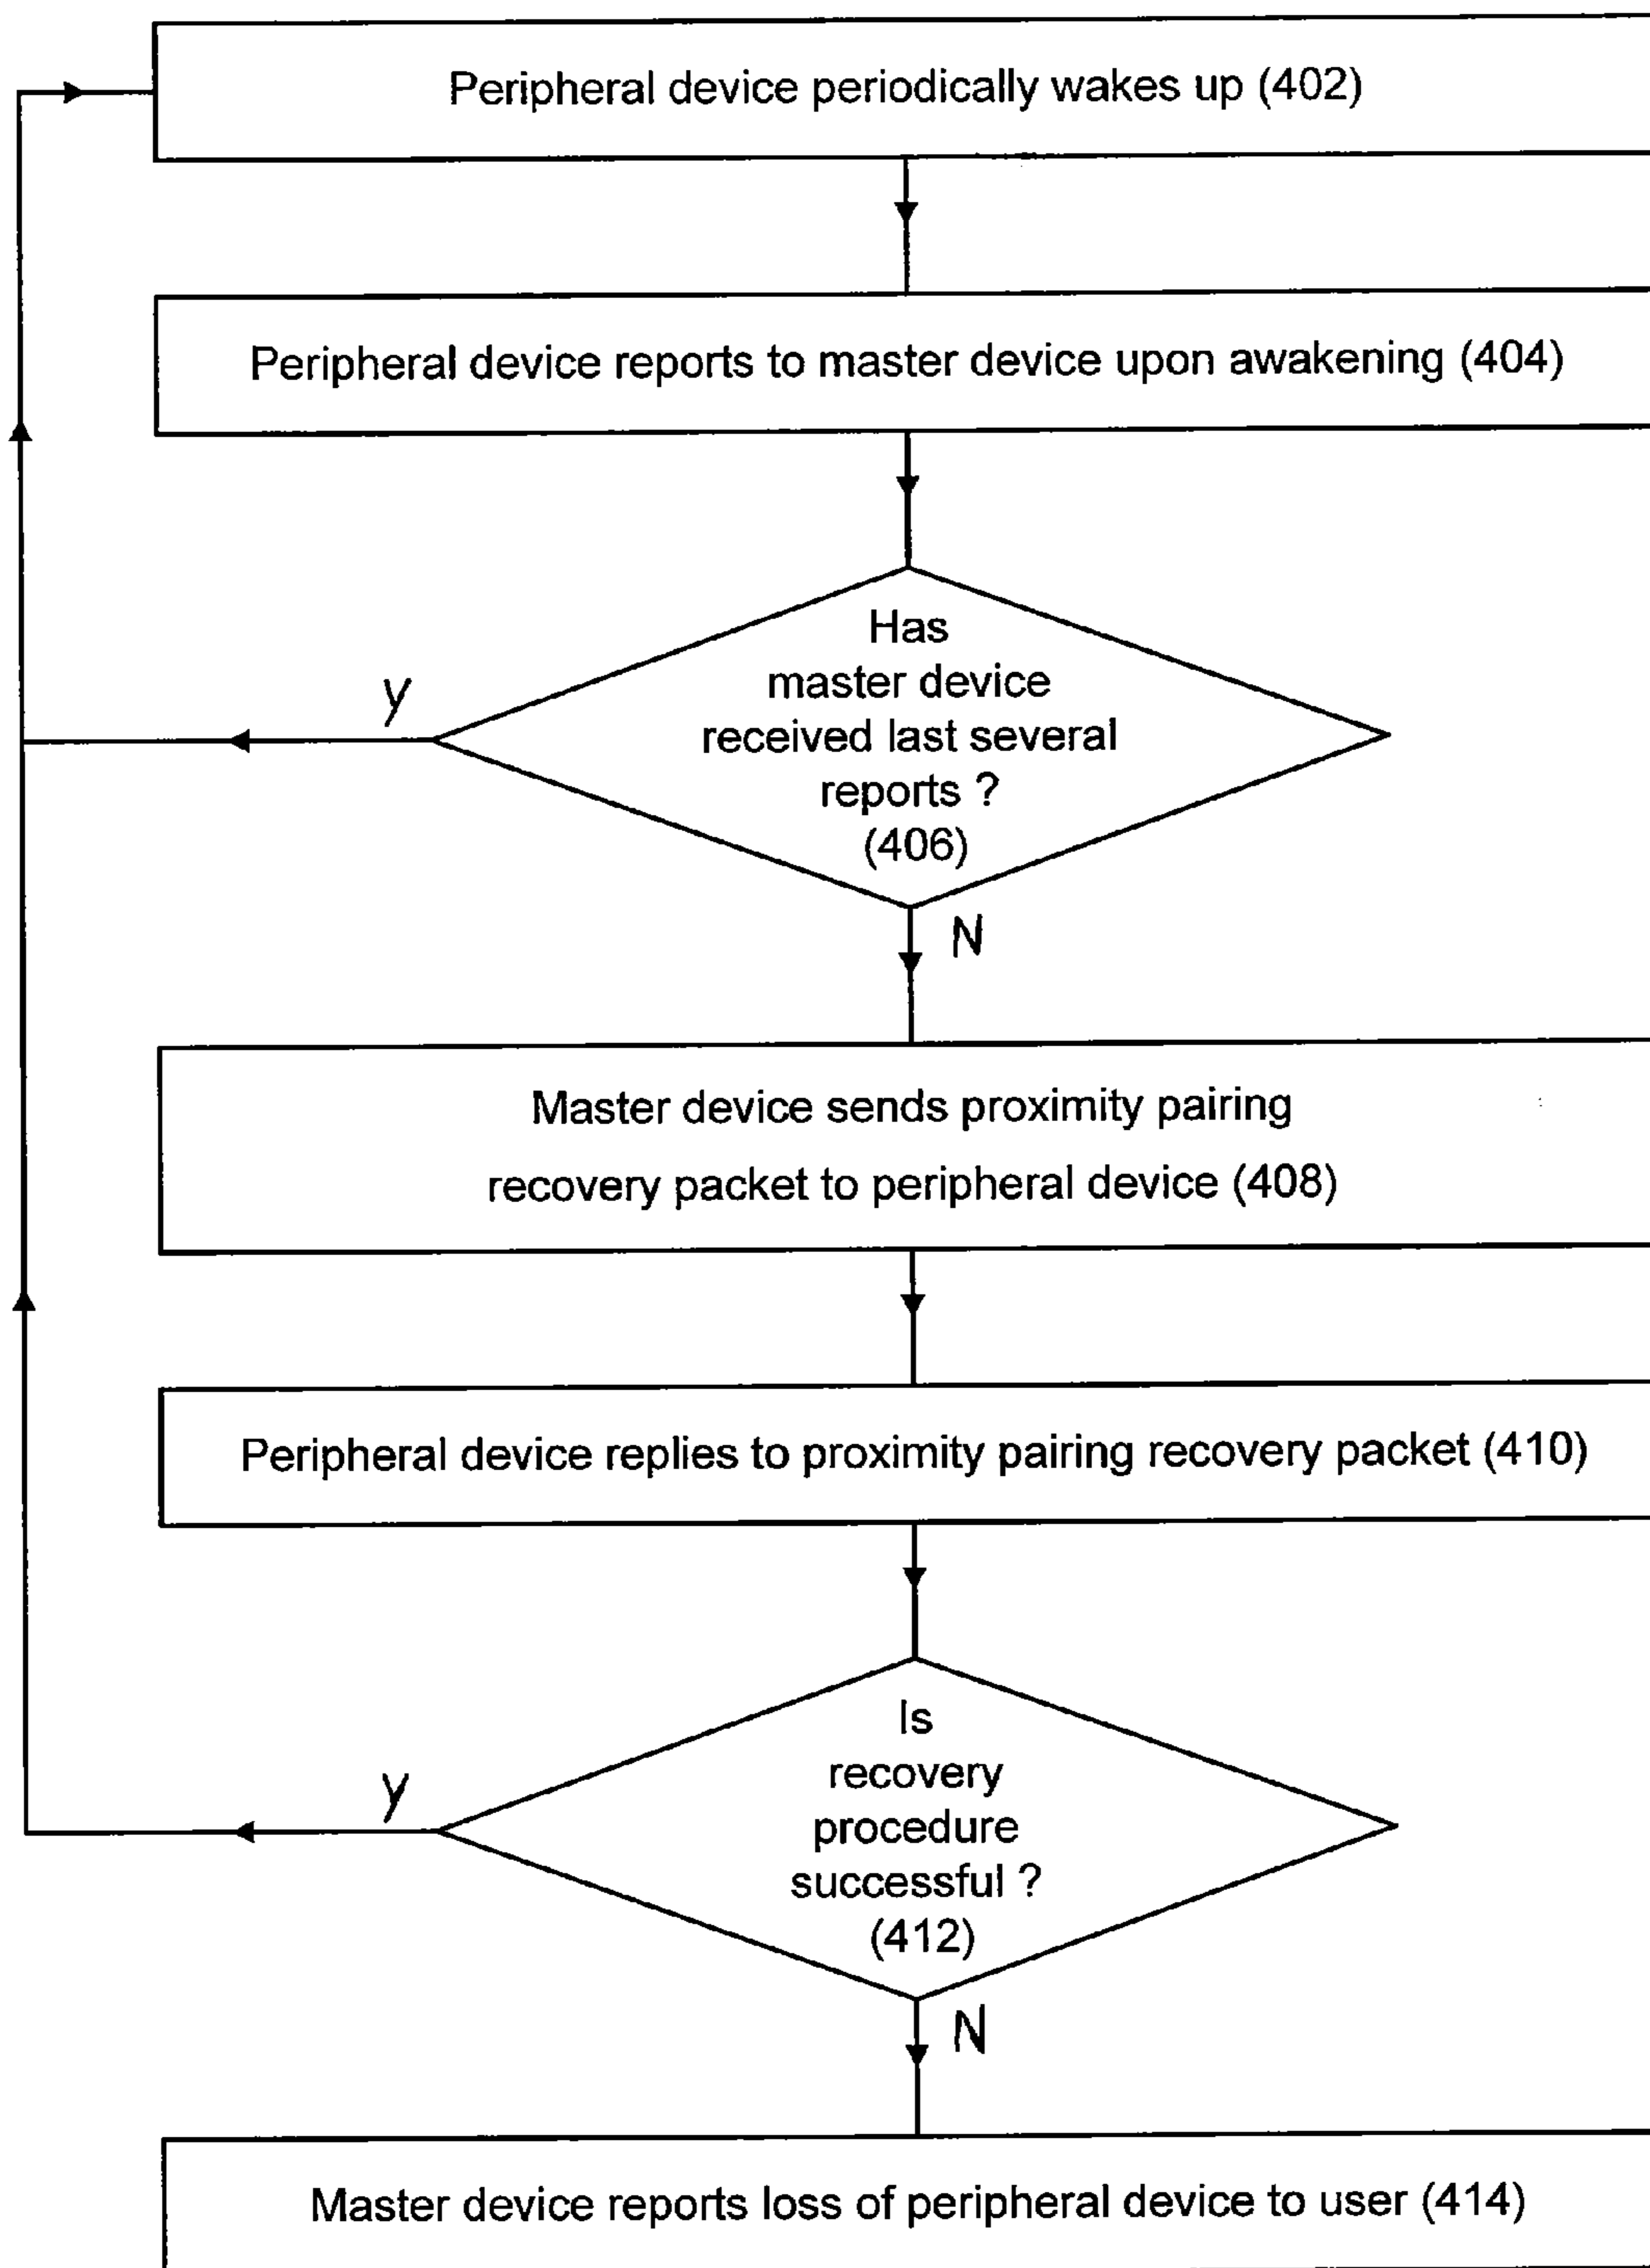 Peripheral device periodically wakes up (402)
Peripheral device reports to master device upon awakening (404)
Has
master device
received last several
reports ?
(406)
Y
N
Master device sends proximity pairing
recovery packet to peripheral device (408)
Peripheral device replies to proximity pairing recovery packet (410)
Is
recovery
procedure
successful ?
(412)
Y
N
Master device reports loss of peripheral device to user (414)